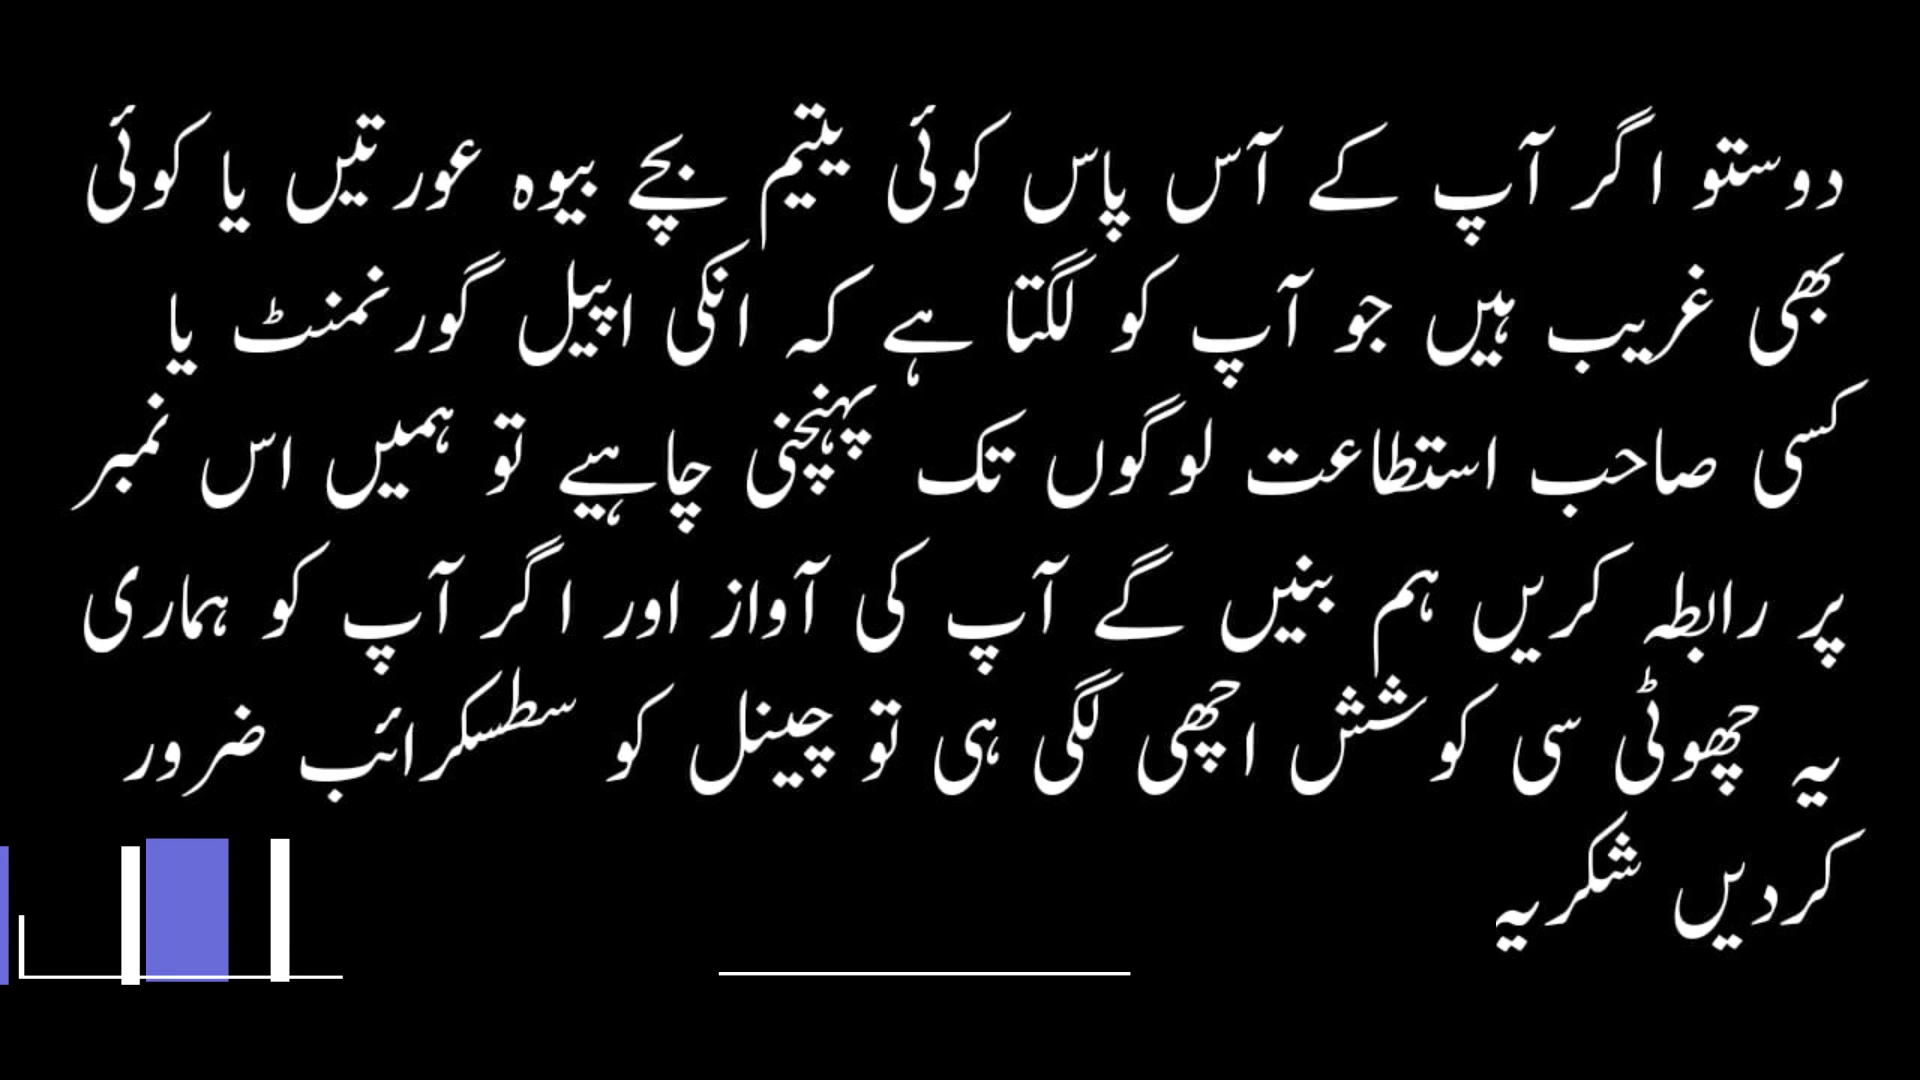 دوستو اگر آپ کے آس پاس کوئی یتیم بچے بیوہ عورتیں یا کوئی
بھی غریب ہیں جو آپ کو لگتا ہے کہ انکی اپیل گورنمنٹ یا
کسی صاحب استطاعت لوگوں تک پہنچنی چاہیے تو ہمیں اس نمبر
پر رابطہ کریں ہم بنیں گے آپ کی آواز اور اگر آپ کو ہماری
یہ چھوٹی سی کوشش اچھی لگی ہی تو چینل کو سطسکرائب ضرور
کردیں شکریہ